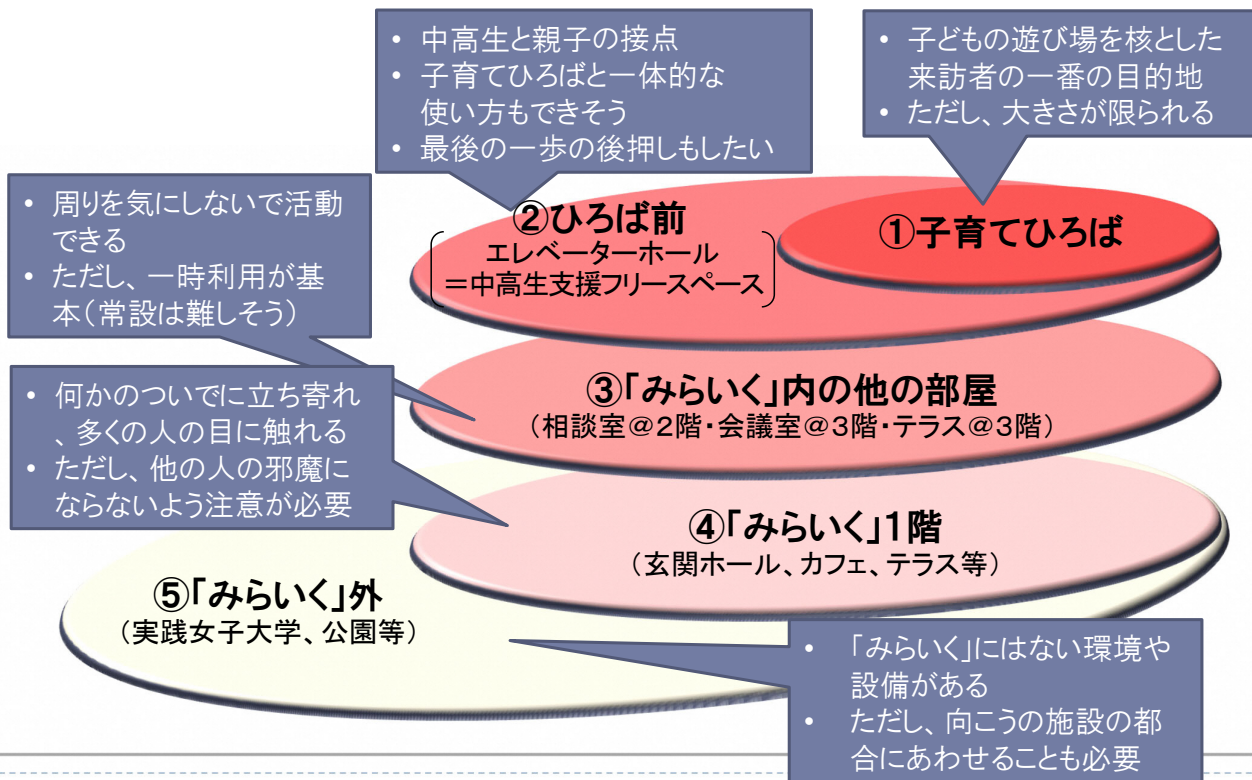 • 中高生と親子の接点
• 子育てひろばと一体的な
使い方もできそう
• 最後の一歩の後押しもしたい
• 子どもの遊び場を核とした
来訪者の一番の目的地
• ただし、大きさが限られる
②ひろば前
エレベーターホール
＝中高生支援フリースペース
①子育てひろば
• 周りを気にしないで活動
できる
• ただし、一時利用が基
本（常設は難しそう）
③「みらいく」内の他の部屋
（相談室＠２階・会議室＠３階・テラス＠３階）
• 何かのついでに立ち寄れ
、多くの人の目に触れる
• ただし、他の人の邪魔に
ならないよう注意が必要
④「みらいく」１階
（玄関ホール、カフェ、テラス等）
⑤「みらいく」外
（実践女子大学、公園等）
• 「みらいく」にはない環境や
設備がある
• ただし、向こうの施設の都
合にあわせることも必要